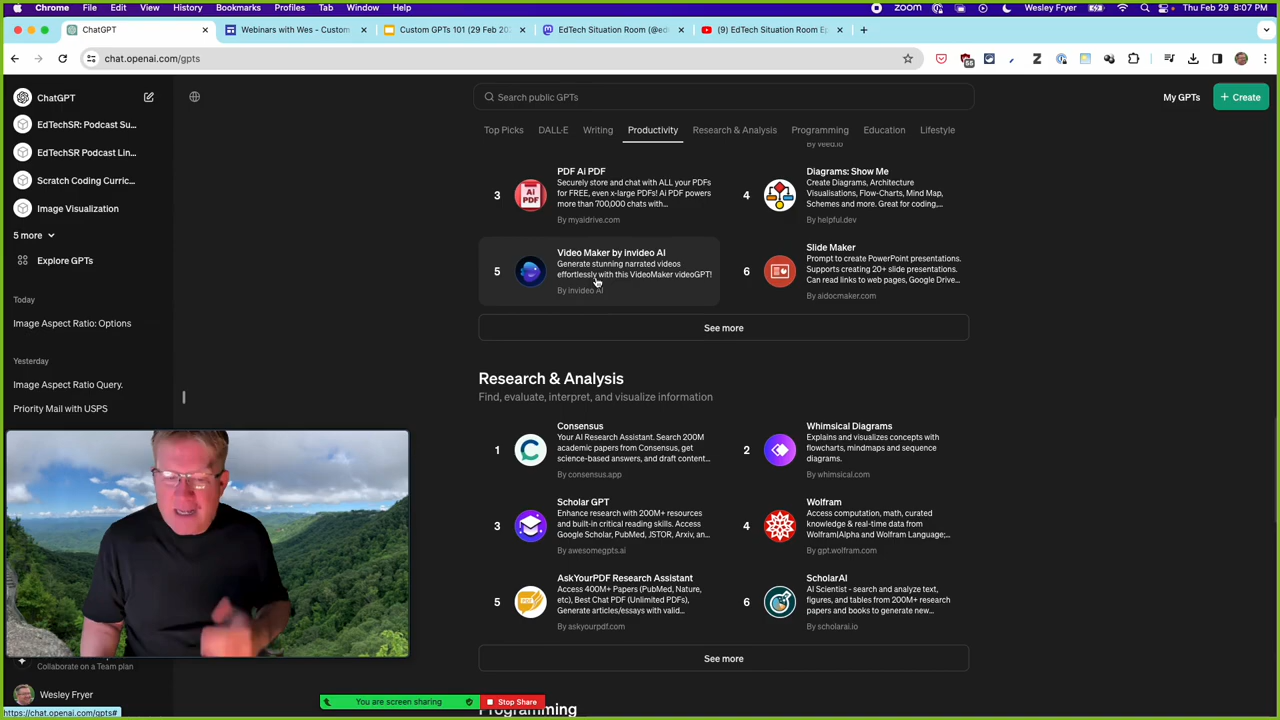 Chrome File Edit View History Bookmarks Profiles Tab Window Help zoom Wesley Fryer Thu Feb 29 8:07 PM
ChatGPT Webinars with Wes - Custom Custom GPTs 101 (29 Feb 202 EdTech Situation Room (@ed (9) EdTech Situation Room Ep
chat.openai.com/gpts
ChatGPT
EdTechSR: Podcast Su...
EdTechSR Podcast Lin...
Scratch Coding Curric...
Image Visualization
5 more
Explore GPTs
Today
Image Aspect Ratio: Options
Yesterday
Image Aspect Ratio Query.
Priority Mail with USPS
Collaborate on a Team plan
Wesley Fryer
https://chat.openai.com/gpts#
Search public GPTs
My GPTs
+ Create
Top Picks DALL·E Writing Productivity Research & Analysis Programming Education Lifestyle
By veed.io
3
PDF Ai PDF
Securely store and chat with ALL your PDFs
for FREE, even x-large PDFs! Ai PDF powers
more than 700,000 chats with...
By myaidrive.com
4
Diagrams: Show Me
Create Diagrams, Architecture
Visualisations, Flow-Charts, Mind Map,
Schemes and more. Great for coding,...
By helpful.dev
5
Video Maker by invideo AI
Generate stunning narrated videos
effortlessly with this VideoMaker videoGPT!
By invideo AI
6
Slide Maker
Prompt to create PowerPoint presentations.
Supports creating 20+ slide presentations.
Can read links to web pages, Google Drive...
By aidocmaker.com
See more
Research & Analysis
Find, evaluate, interpret, and visualize information
1
Consensus
Your AI Research Assistant. Search 200M
academic papers from Consensus, get
science-based answers, and draft content...
By consensus.app
2
Whimsical Diagrams
Explains and visualizes concepts with
flowcharts, mindmaps and sequence
diagrams.
By whimsical.com
3
Scholar GPT
Enhance research with 200M+ resources
and built-in critical reading skills. Access
Google Scholar, PubMed, JSTOR, Arxiv, an...
By awesomegpts.ai
4
Wolfram
Access computation, math, curated
knowledge & real-time data from
Wolfram|Alpha and Wolfram Language;...
By gpt.wolfram.com
5
AskYourPDF Research Assistant
Access 400M+ Papers (PubMed, Nature,
etc), Best Chat PDF (Unlimited PDFs),
Generate articles/essays with valid...
By askyourpdf.com
6
ScholarAI
AI Scientist - search and analyze text,
figures, and tables from 200M+ research
papers and books to generate new...
By scholarai.io
See more
Programming
You are screen sharing Stop Share